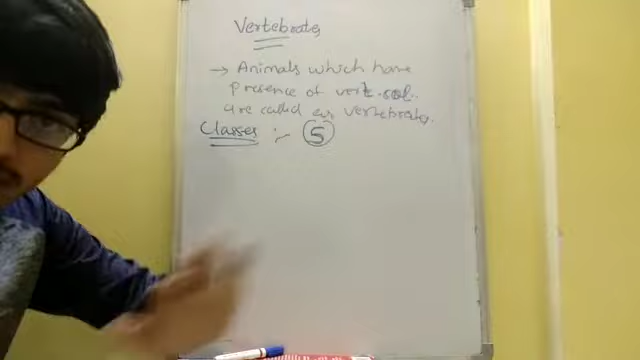 Vertebrates
→ Animals which have
Presence of vert. col.
are called as vertebrates.
Classes :- 5